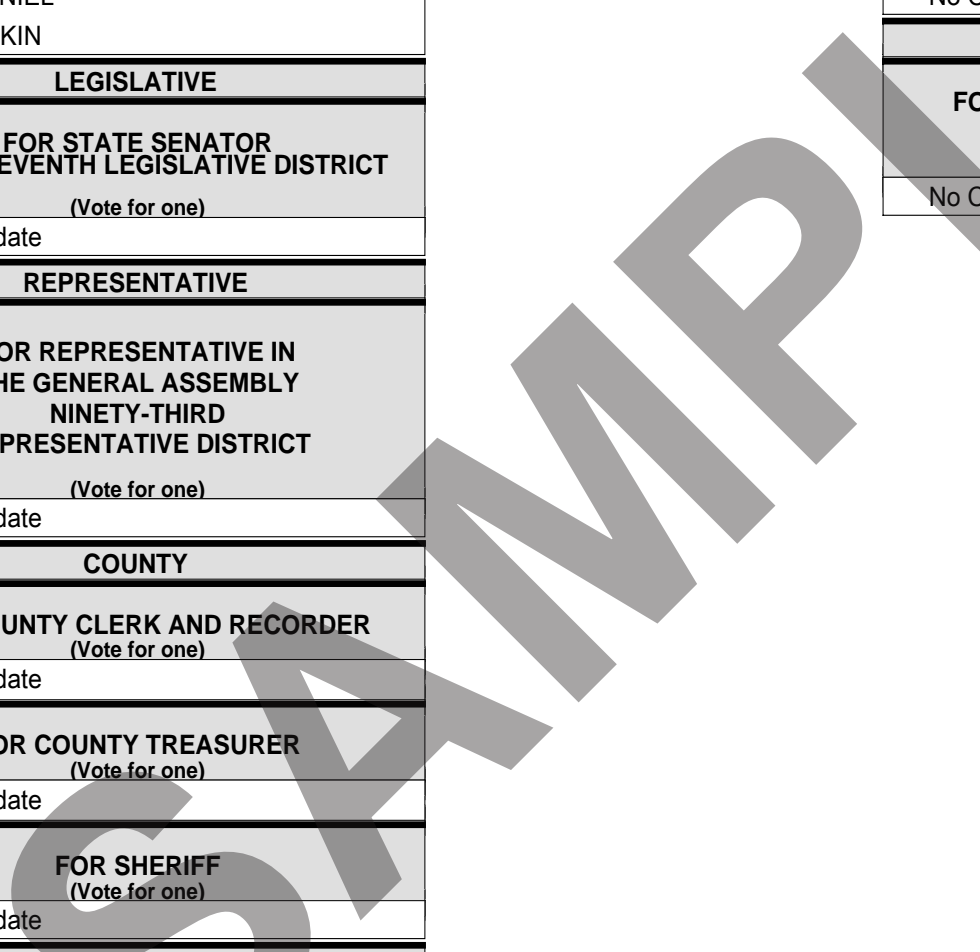 KIN
LEGISLATIVE
FOR STATE SENATOR
EVENTH LEGISLATIVE DISTRICT
(Vote for one)
date
REPRESENTATIVE
OR REPRESENTATIVE IN
HE GENERAL ASSEMBLY
NINETY-THIRD
PRESENTATIVE DISTRICT
(Vote for one)
date
COUNTY
UNTY CLERK AND RECORDER
(Vote for one)
date
OR COUNTY TREASURER
(Vote for one)
date
FOR SHERIFF
(Vote for one)
date
No C
FO
No C
SAMP